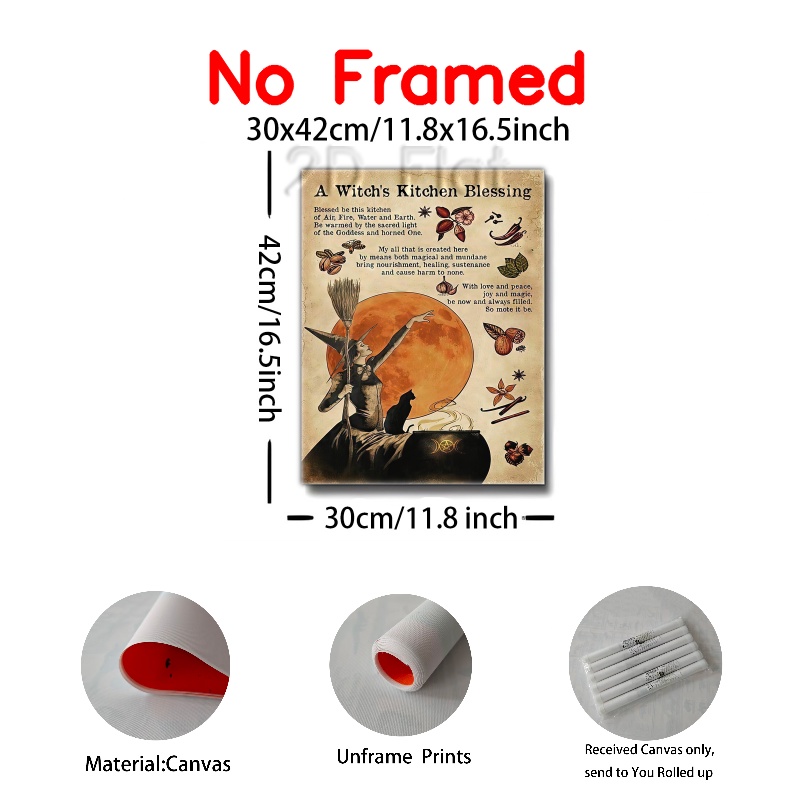 No Framed
30x42cm/11.8x16.5inch
2D Flat
A Witch's Kitchen Blessing
Blessed be this kitchen
of Air, Fire, Water and Earth.
Be warmed by the sacred light
of the Goddess and horned One.
My all that is created here
by means both magical and mundane
bring nourishment, healing, sustenance
and cause harm to none.
With love and peace,
joy and magic,
be now and always filled.
So mote it be.
42cm/16.5inch
30cm/11.8 inch
Material:Canvas
Unframe Prints
Received Canvas only,
send to You Rolled up